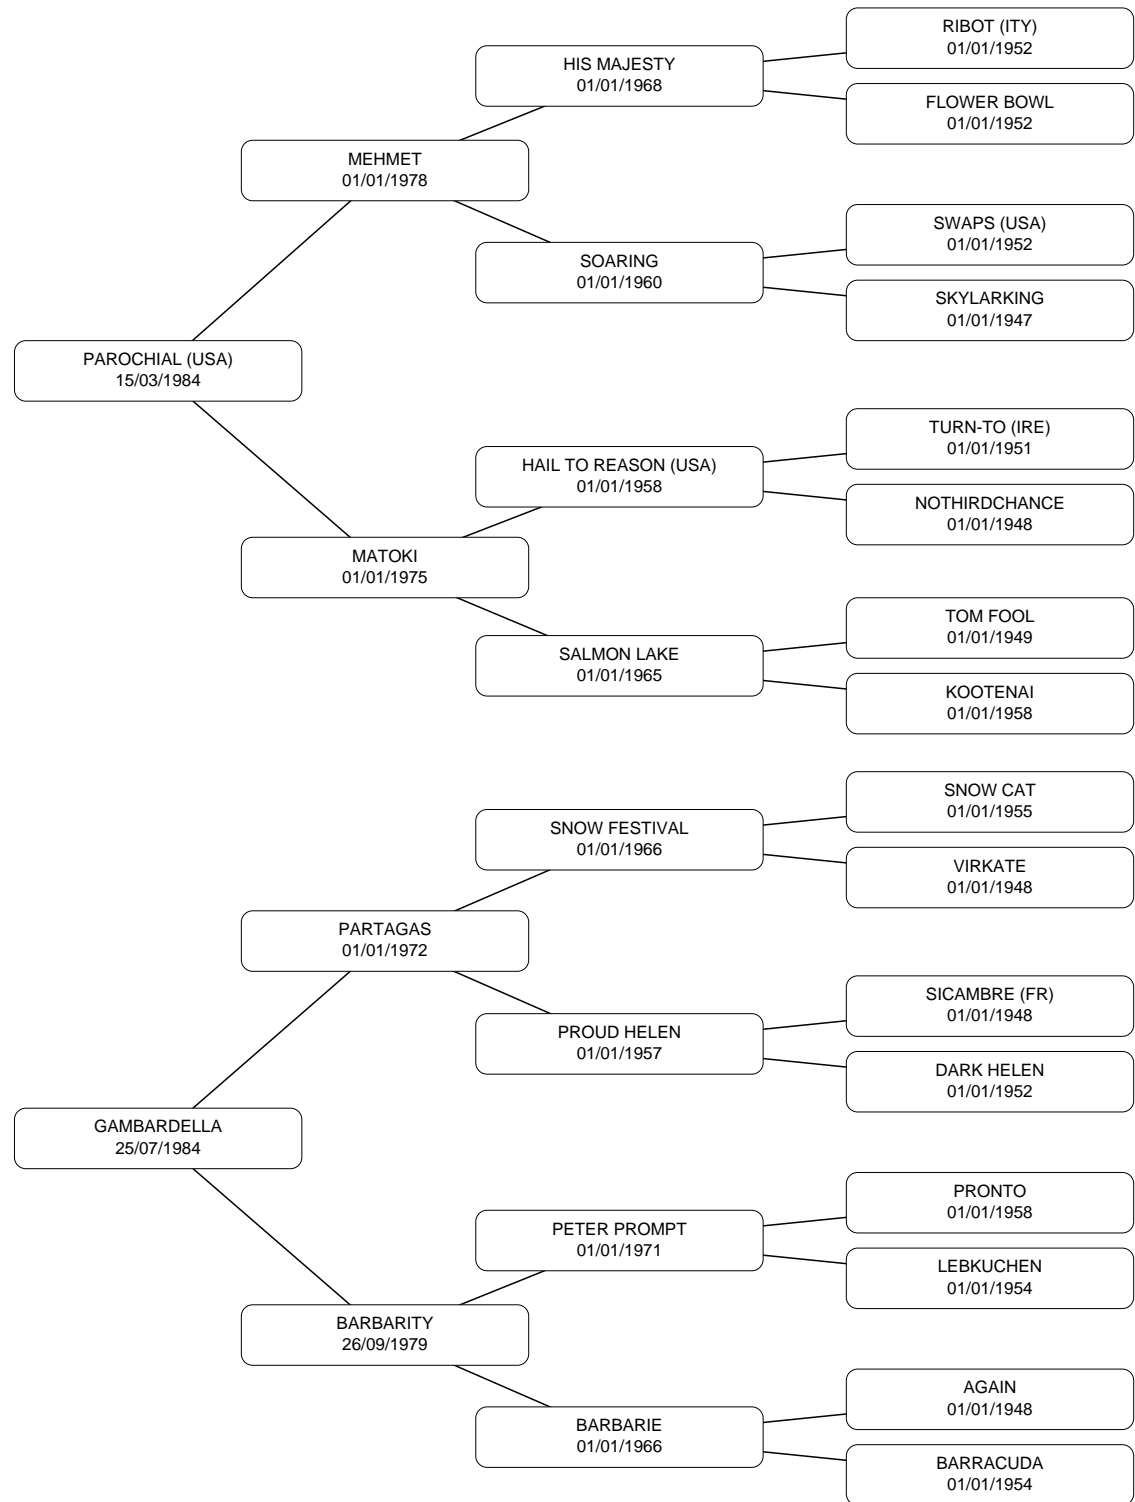 RIBOT (ITY)
01/01/1952
HIS MAJESTY
01/01/1968
FLOWER BOWL
01/01/1952
MEHMET
01/01/1978
SWAPS (USA)
01/01/1952
SOARING
01/01/1960
SKYLARKING
01/01/1947
PAROCHIAL (USA)
15/03/1984
TURN-TO (IRE)
01/01/1951
HAIL TO REASON (USA)
01/01/1958
NOTHIRDCHANCE
01/01/1948
MATOKI
01/01/1975
TOM FOOL
01/01/1949
SALMON LAKE
01/01/1965
KOOTENAI
01/01/1958
SNOW CAT
01/01/1955
SNOW FESTIVAL
01/01/1966
VIRKATE
01/01/1948
PARTAGAS
01/01/1972
SICAMBRE (FR)
01/01/1948
PROUD HELEN
01/01/1957
DARK HELEN
01/01/1952
GAMBARDELLA
25/07/1984
PRONTO
01/01/1958
PETER PROMPT
01/01/1971
LEBKUCHEN
01/01/1954
BARBARITY
26/09/1979
AGAIN
01/01/1948
BARBARIE
01/01/1966
BARRACUDA
01/01/1954